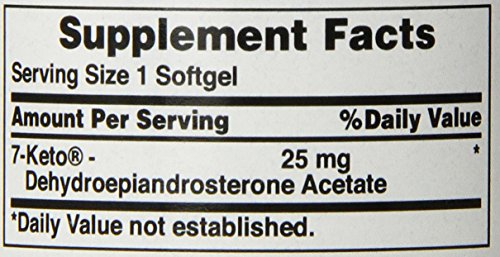 Supplement Facts
Serving Size 1 Softgel
Amount Per Serving %Daily Value
7-Keto® - 25 mg *
Dehydroepiandrosterone Acetate
*Daily Value not established.